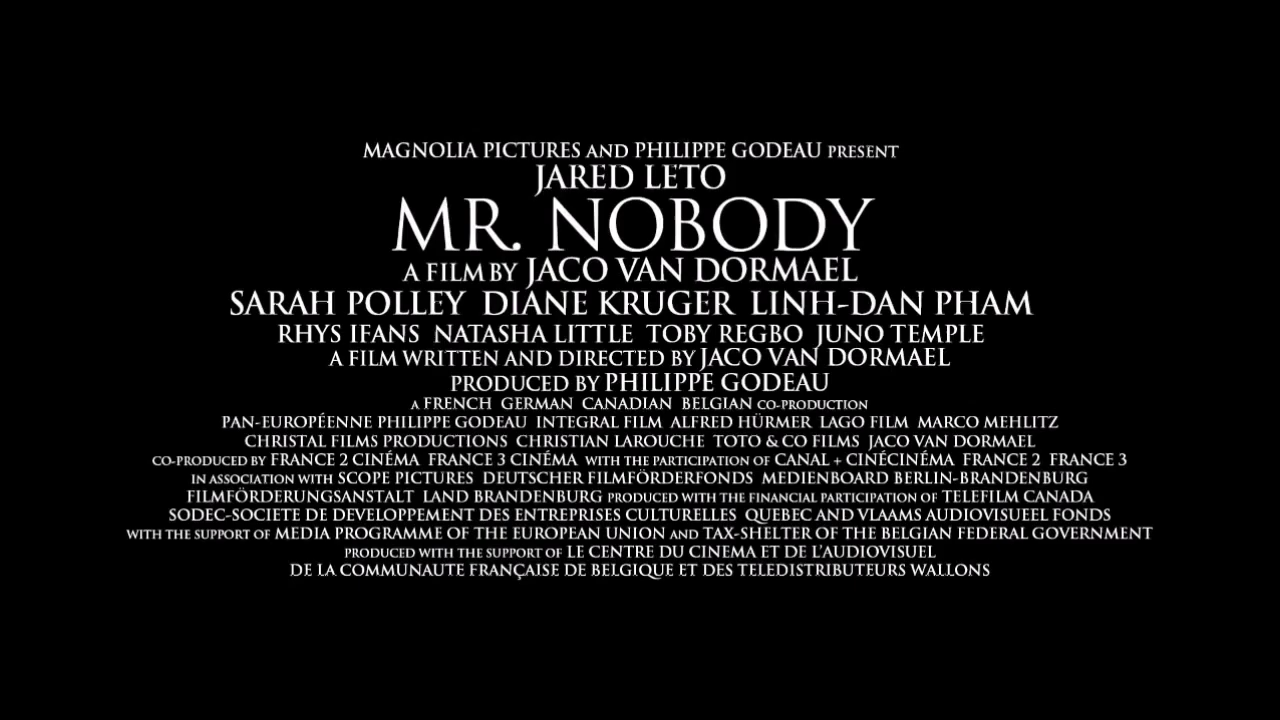 MAGNOLIA PICTURES AND PHILIPPE GODEAU PRESENT
JARED LETO
MR. NOBODY
A FILM BY JACO VAN DORMAEL
SARAH POLLEY DIANE KRUGER LINH-DAN PHAM
RHYS IFANS NATASHA LITTLE TOBY REGBO JUNO TEMPLE
A FILM WRITTEN AND DIRECTED BY JACO VAN DORMAEL
PRODUCED BY PHILIPPE GODEAU
A FRENCH GERMAN CANADIAN BELGIAN CO-PRODUCTION
PAN-EUROPÉENNE PHILIPPE GODEAU INTEGRAL FILM ALFRED HÜRMER LAGO FILM MARCO MEHLITZ
CHRISTAL FILMS PRODUCTIONS CHRISTIAN LAROUCHE TOTO & CO FILMS JACO VAN DORMAEL
CO-PRODUCED BY FRANCE 2 CINÉMA FRANCE 3 CINÉMA WITH THE PARTICIPATION OF CANAL + CINÉCINÉMA FRANCE 2 FRANCE 3
IN ASSOCIATION WITH SCOPE PICTURES DEUTSCHER FILMFÖRDERFONDS MEDIENBOARD BERLIN-BRANDENBURG
FILMFÖRDERUNGSANSTALT LAND BRANDENBURG PRODUCED WITH THE FINANCIAL PARTICIPATION OF TELEFILM CANADA
SODEC-SOCIETE DE DEVELOPPEMENT DES ENTREPRISES CULTURELLES QUEBEC AND VLAAMS AUDIOVISUEEL FONDS
WITH THE SUPPORT OF MEDIA PROGRAMME OF THE EUROPEAN UNION AND TAX-SHELTER OF THE BELGIAN FEDERAL GOVERNMENT
PRODUCED WITH THE SUPPORT OF LE CENTRE DU CINEMA ET DE L'AUDIOVISUEL
DE LA COMMUNAUTE FRANÇAISE DE BELGIQUE ET DES TELEDISTRIBUTEURS WALLONS